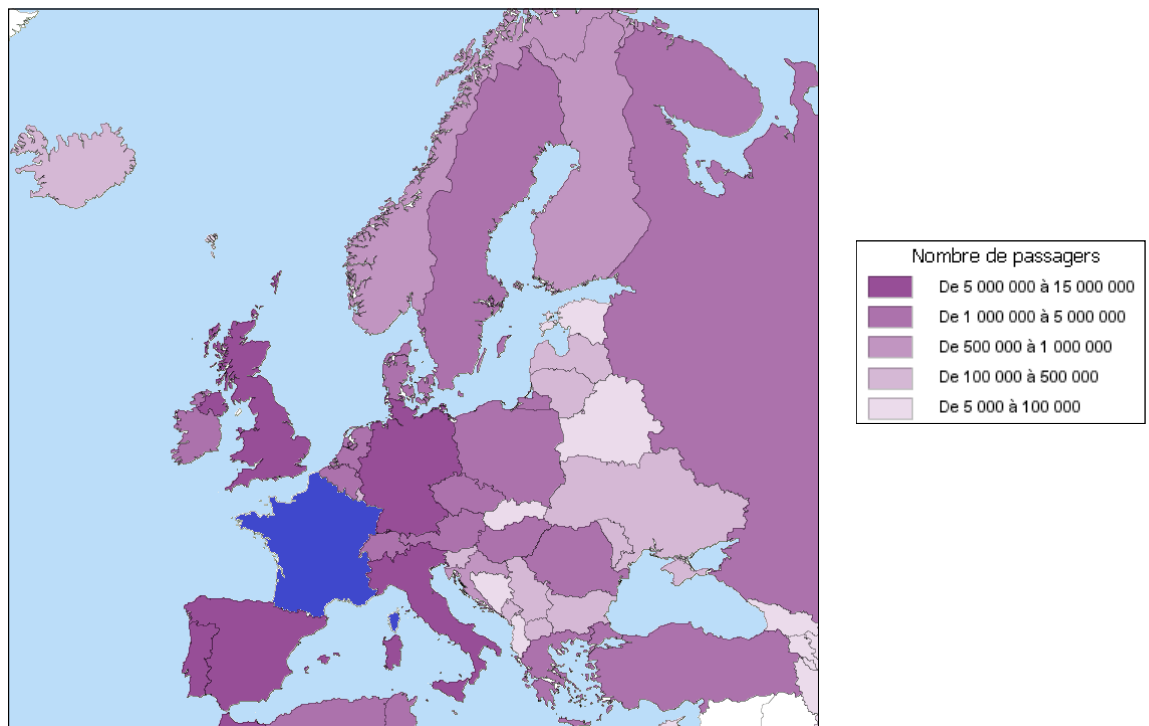 Nombre de passagers
De 5 000 000 à 15 000 000
De 1 000 000 à 5 000 000
De 500 000 à 1 000 000
De 100 000 à 500 000
De 5 000 à 100 000